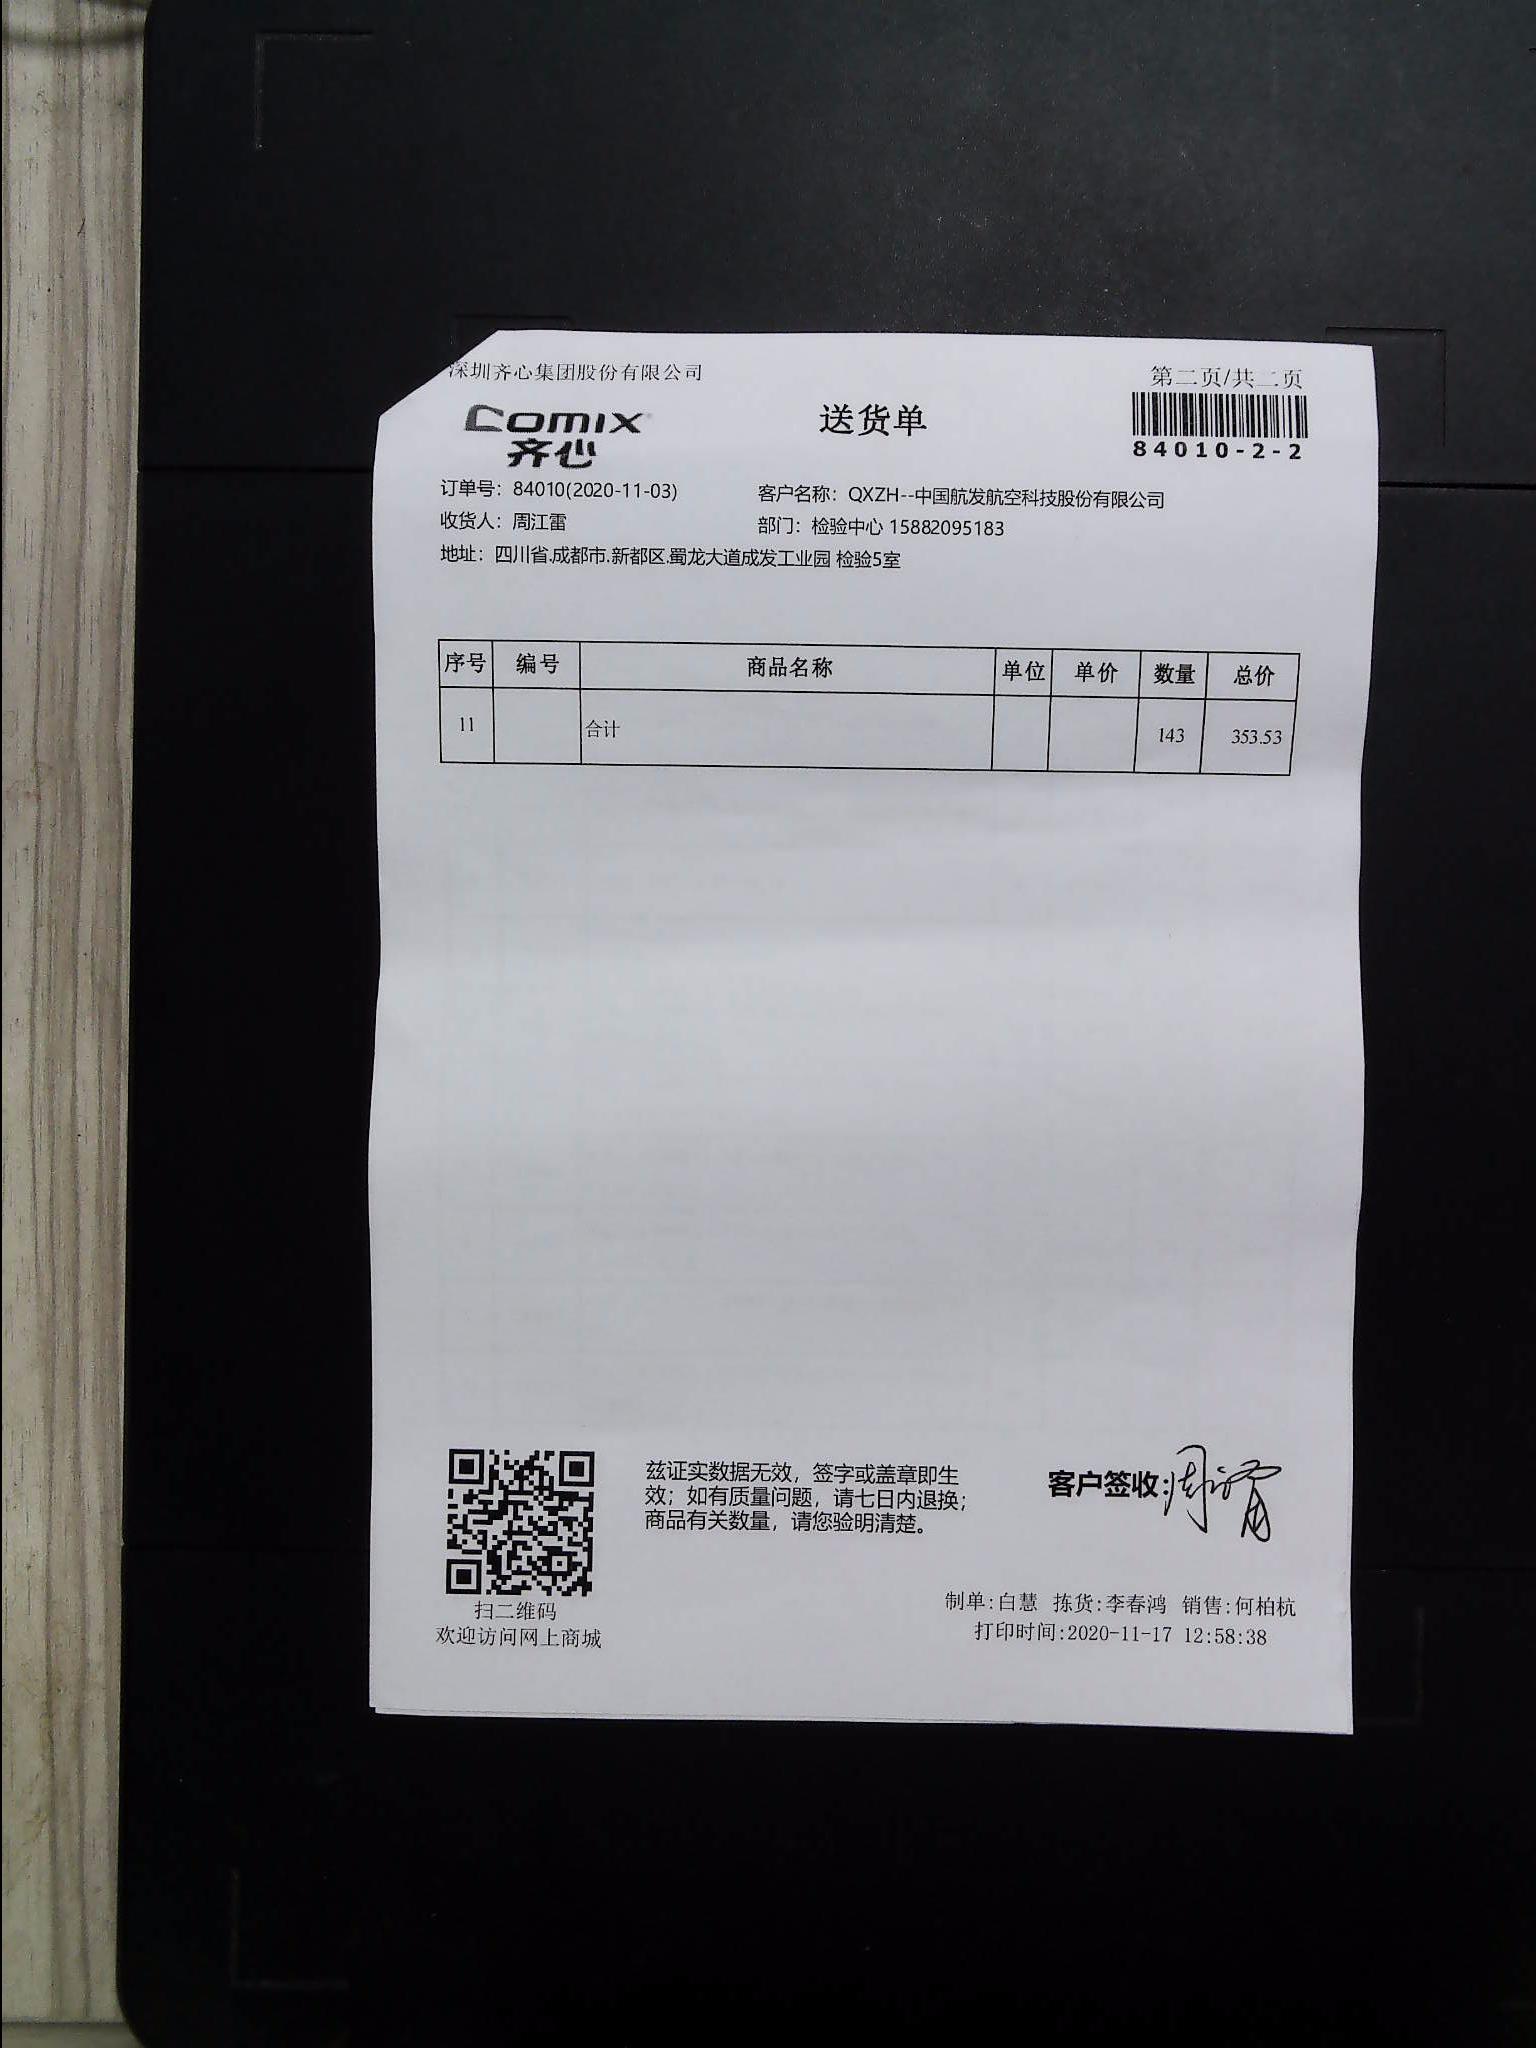 深圳齐心集团股份有限公司
第二页/共二页
comix
齐心
送货单
84010-2-2
订单号：84010(2020-11-03)
客户名称：QXZH--中国航发航空科技股份有限公司
收货人：周江雷
部门：检验中心 15882095183
地址：四川省.成都市.新都区.蜀龙大道成发工业园 检验5室
序号 编号 商品名称 单位 单价 数量 总价
11 合计 143 353.53
兹证实数据无效，签字或盖章即生
效；如有质量问题，请七日内退换；
商品有关数量，请您验明清楚。
客户签收:周江雷
扫二维码
欢迎访问网上商城
制单:白慧 拣货:李春鸿 销售:何柏杭
打印时间:2020-11-17 12:58:38